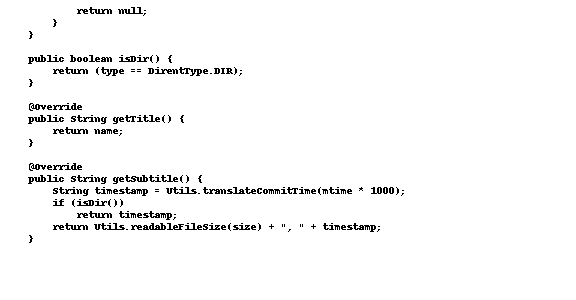 return null;
        }
    }

    public boolean isDir() {
        return (type == DirentType.DIR);
    }

    @Override
    public String getTitle() {
        return name;
    }

    @Override
    public String getSubtitle() {
        String timestamp = Utils.translateCommitTime(mtime * 1000);
        if (isDir())
            return timestamp;
        return Utils.readableFileSize(size) + ", " + timestamp;
    }